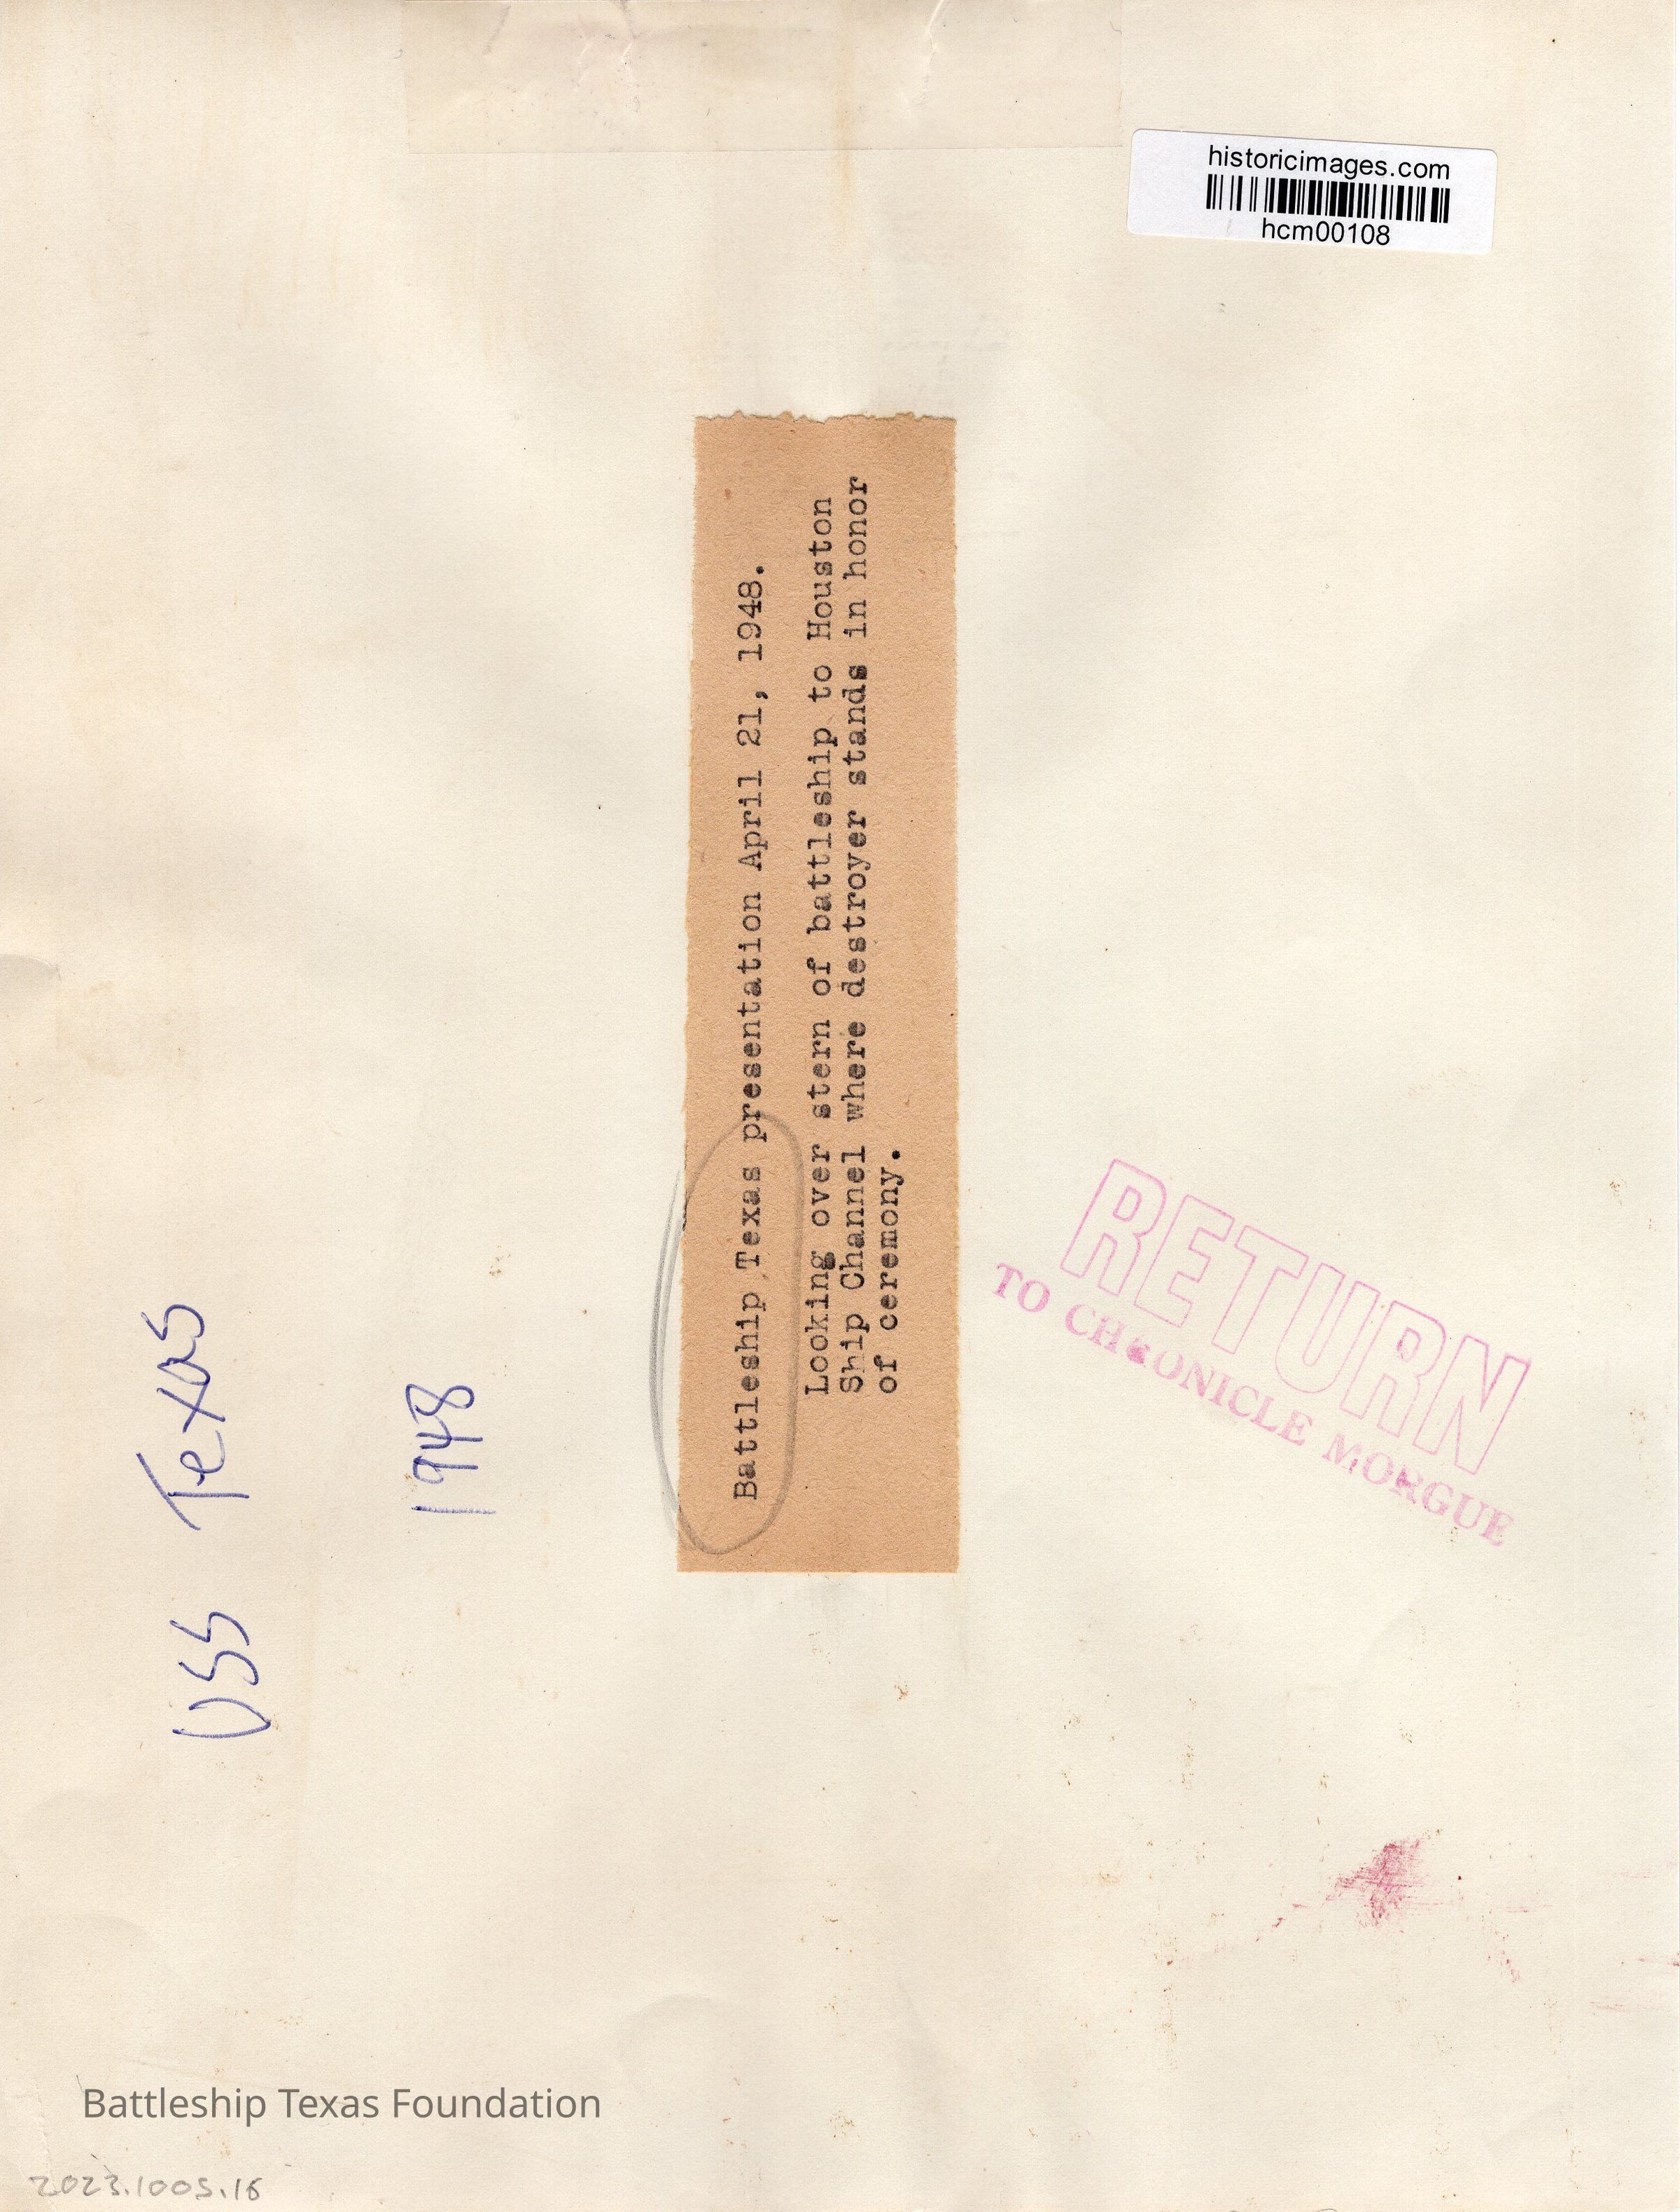 historicimages.com
hcm00108
USS Texas
1948
Battleship Texas presentation April 21, 1948.
Looking over stern of battleship to Houston
Ship Channel where destroyer stands in honor
of ceremony.
RETURN
TO CHRONICLE MORGUE
Battleship Texas Foundation
2023.1005.16